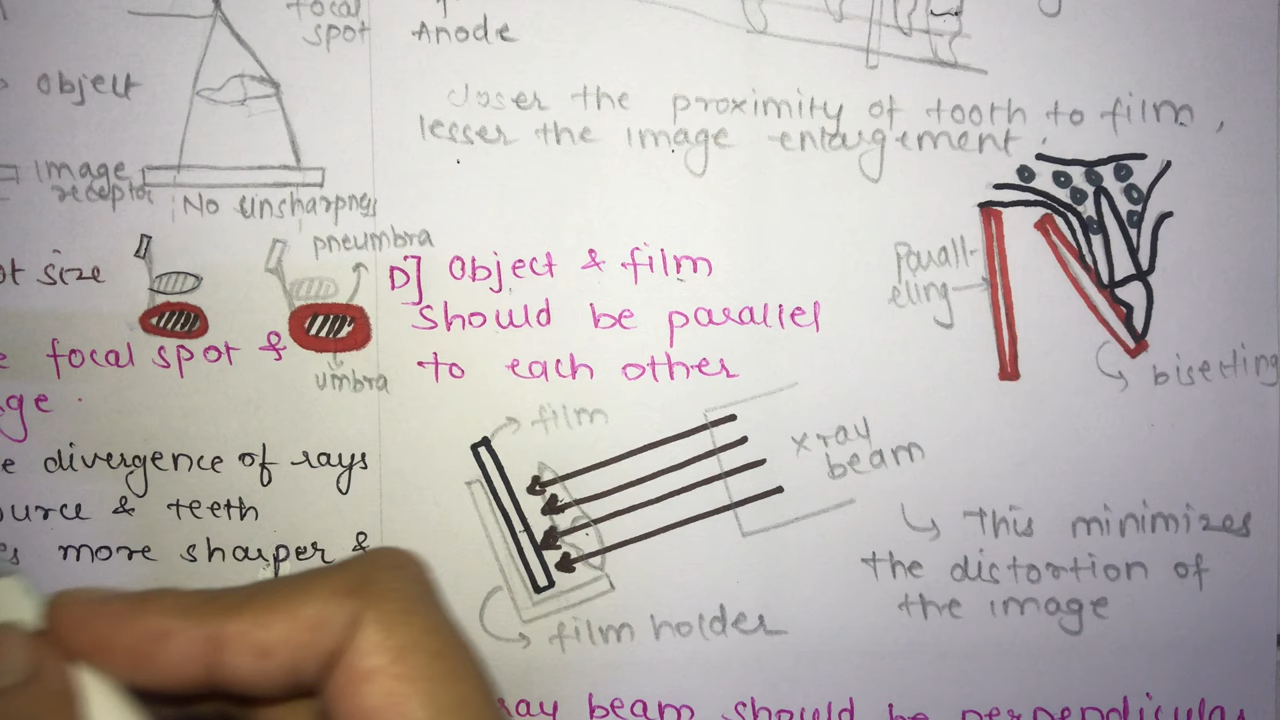 focal
spot
object
Image
receptor
No Unsharpness
Anode
closer the proximity of tooth to film,
lesser the image enlargement.
ot size
pneumbra
umbra
e focal spot &
ge.
e divergence of rays
ource & teeth
es more sharper &
D] Object & film
should be parallel
to each other
Parall-
eling
bisecting
film
xray
beam
film holder
This minimizes
the distortion of
the image
ray beam should be perpendicular